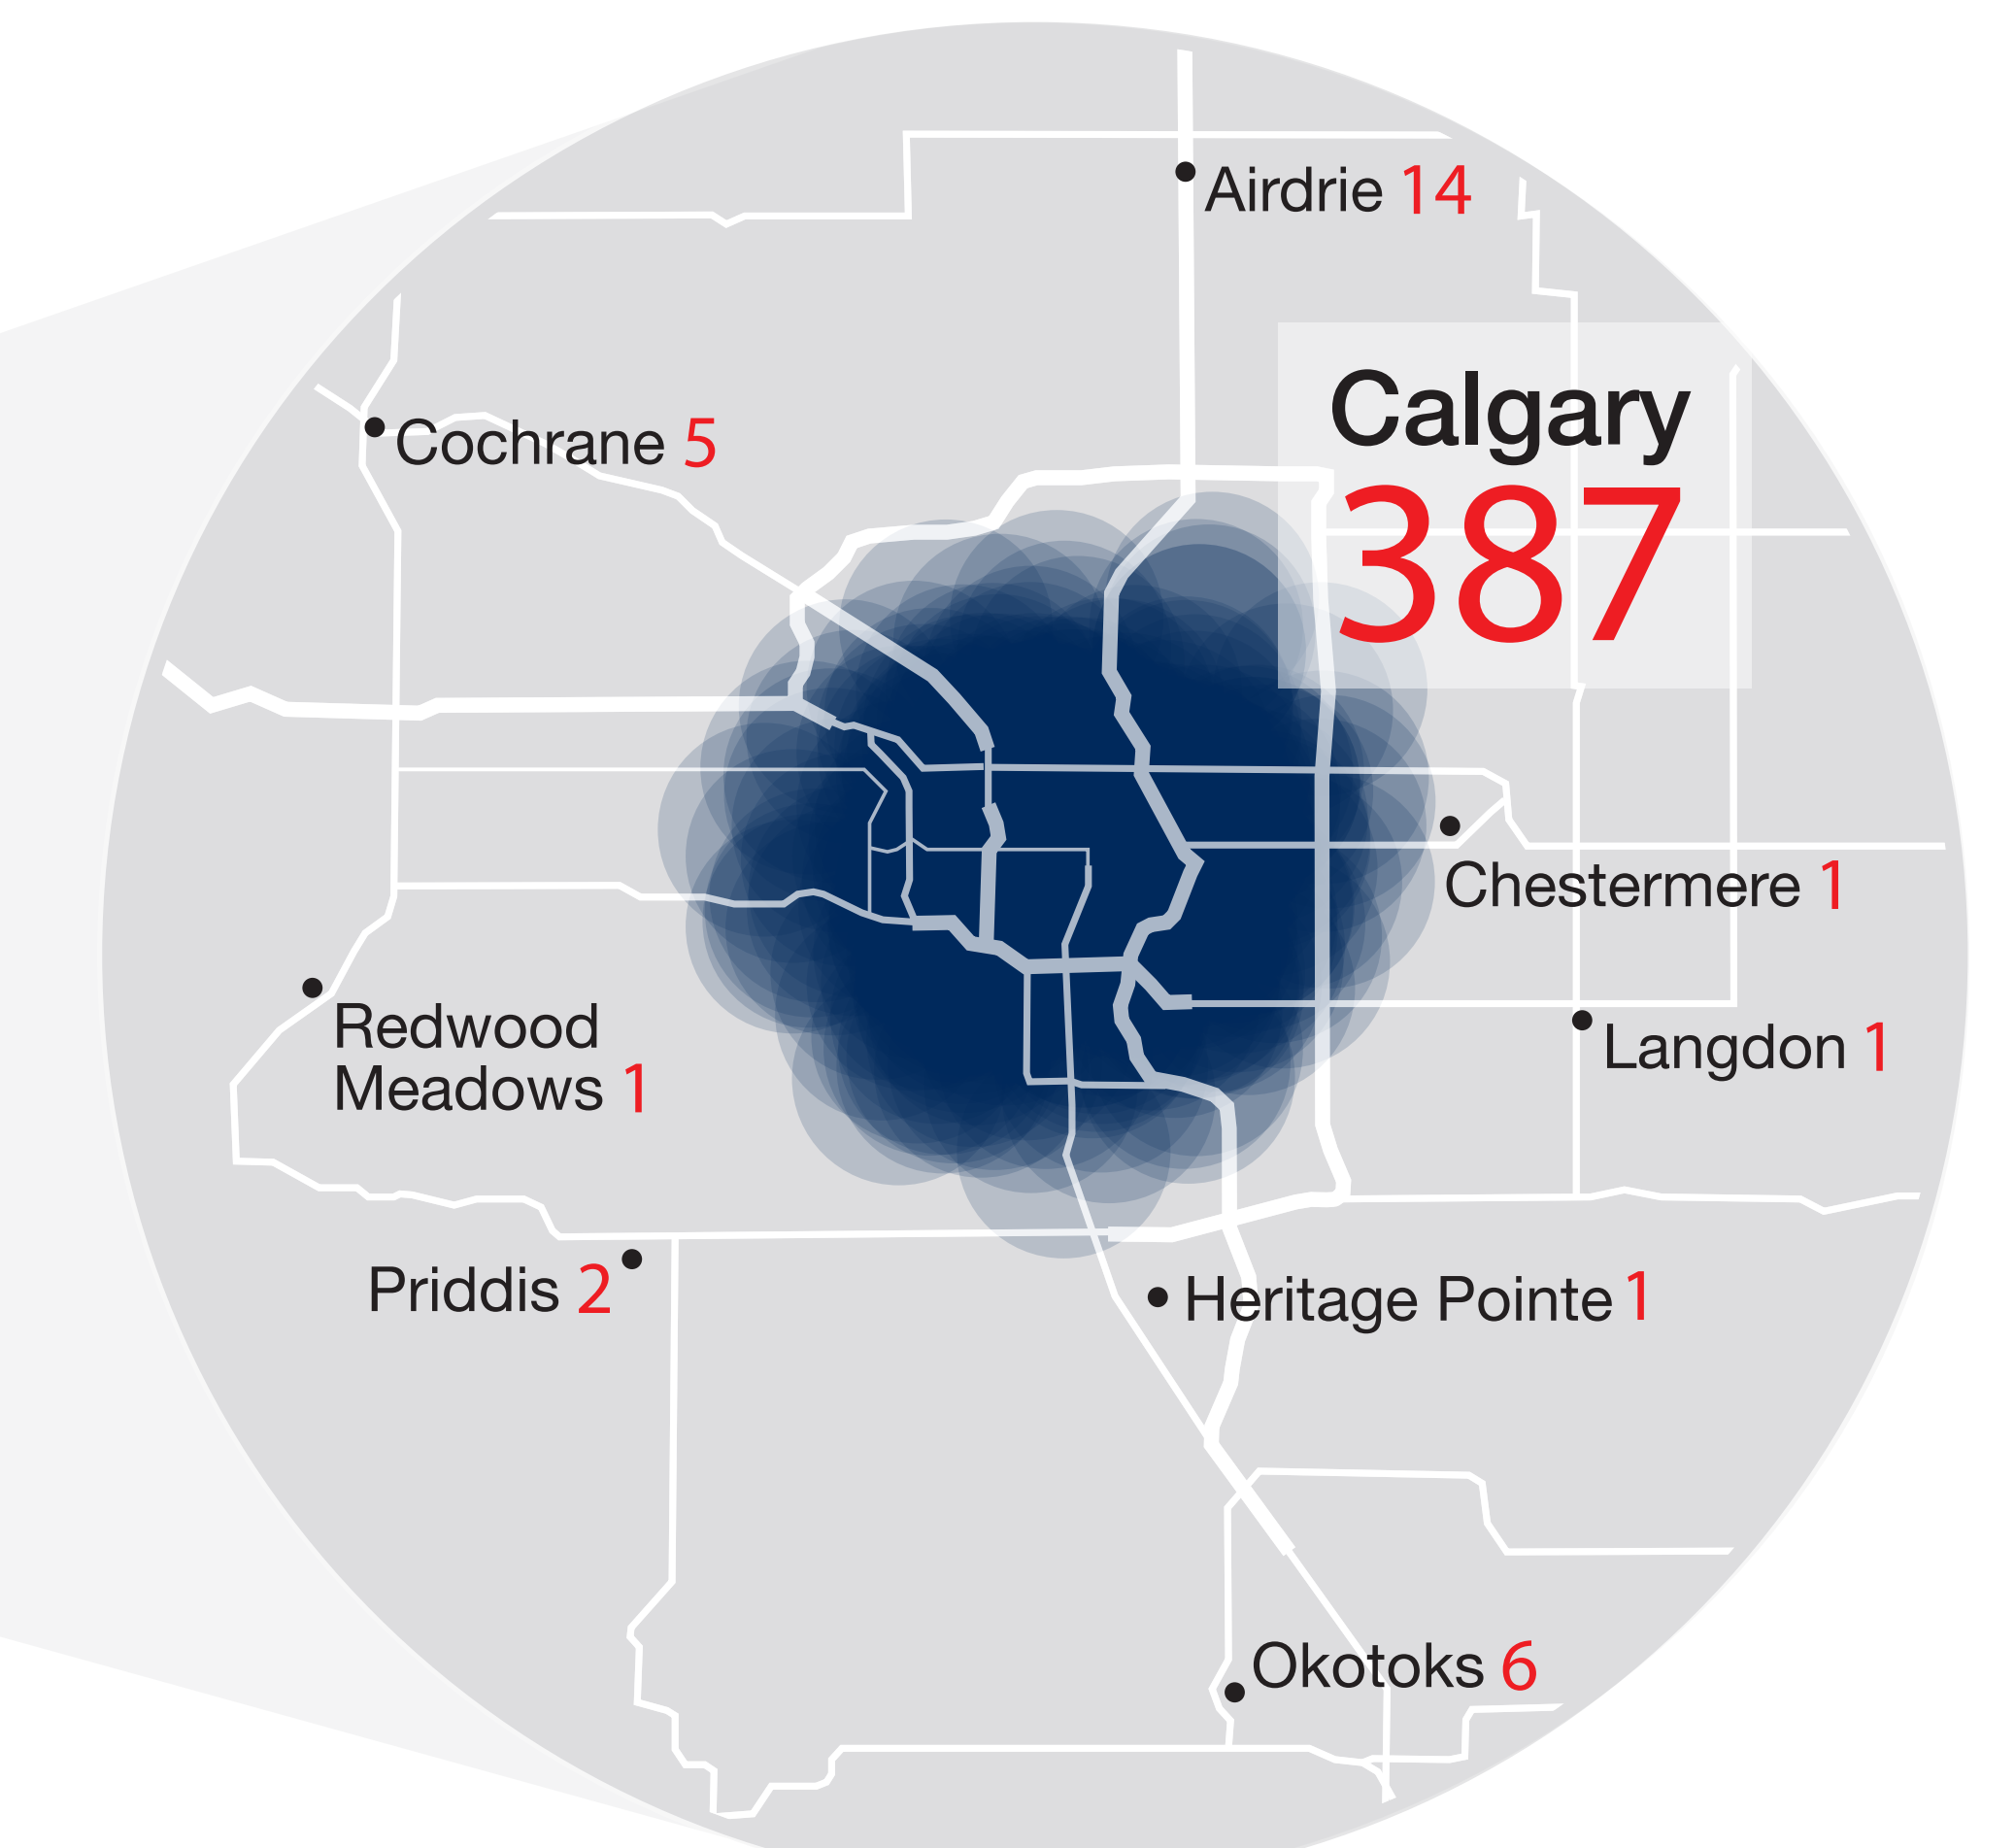 Airdrie 14
Calgary
387
Cochrane 5
Chestermere 1
Redwood
Meadows 1
Langdon 1
Priddis 2
Heritage Pointe 1
Okotoks 6